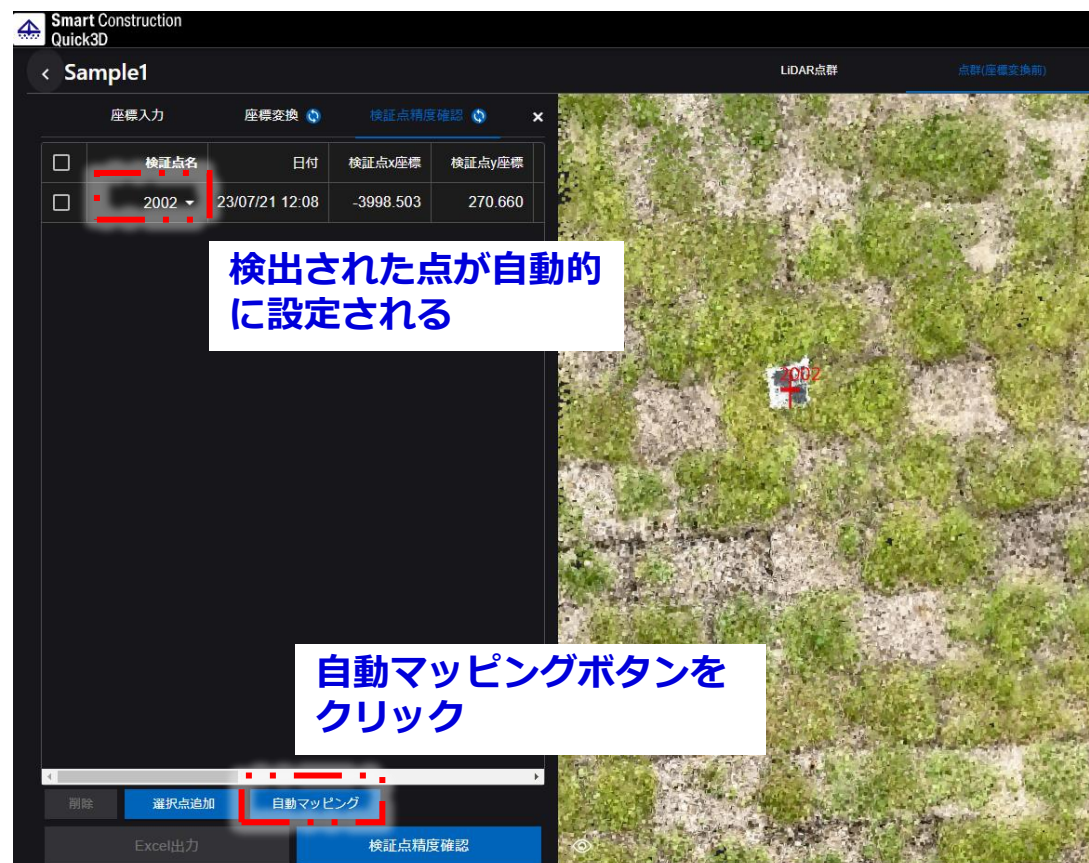 Smart Construction
Quick3D
Sample1
LiDAR点群
点群(座標変換前)
座標入力
座標変換
検証点精度確認
検証点名
日付
検証点x座標
検証点y座標
2002
23/07/21 12:08
-3998.503
270.660
検出された点が自動的
に設定される
2002
自動マッピングボタンを
クリック
削除
選択点追加
自動マッピング
Excel出力
検証点精度確認